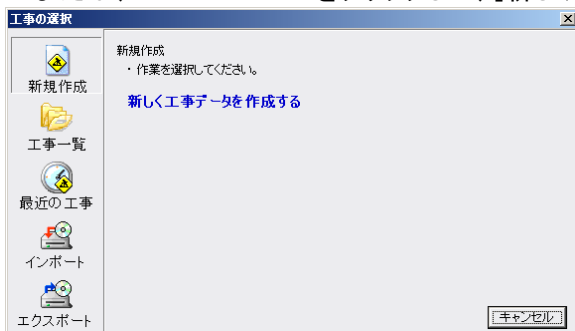 工事の選択
新規作成
工事一覧
最近の工事
インポート
エクスポート
新規作成
・作業を選択してください。
新しく工事データを作成する
キャンセル